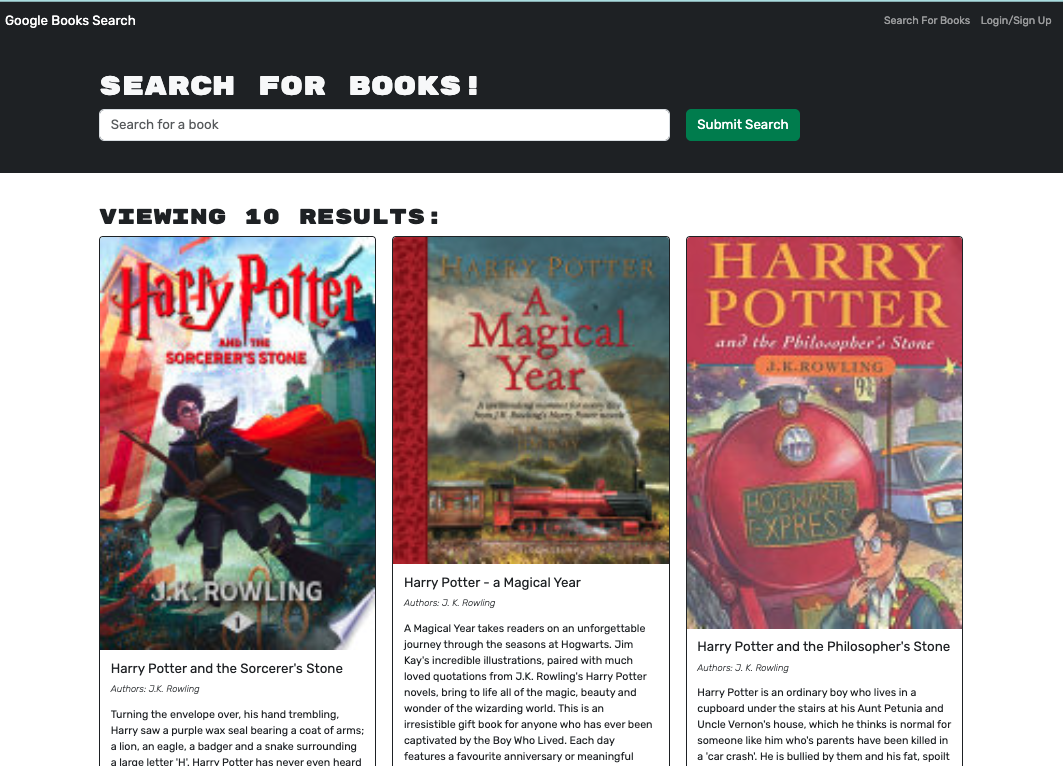 Google Books Search
Search For Books
Login/Sign Up
SEARCH FOR BOOKS!
Search for a book
Submit Search
VIEWING 10 RESULTS:
Harry Potter
AND THE
SORCERER'S STONE
J.K. ROWLING
1
Harry Potter and the Sorcerer's Stone
Authors: J.K. Rowling
Turning the envelope over, his hand trembling,
Harry saw a purple wax seal bearing a coat of arms;
a lion, an eagle, a badger and a snake surrounding
a large letter 'H'. Harry Potter has never even heard
HARRY POTTER
A
Magical
Year
from J.K. Rowling's Harry Potter novels
Harry Potter - a Magical Year
Authors: J. K. Rowling
A Magical Year takes readers on an unforgettable
journey through the seasons at Hogwarts. Jim
Kay's incredible illustrations, paired with much
loved quotations from J.K. Rowling's Harry Potter
novels, bring to life all of the magic, beauty and
wonder of the wizarding world. This is an
irresistible gift book for anyone who has ever been
captivated by the Boy Who Lived. Each day
features a favourite anniversary or meaningful
HARRY
POTTER
and the Philosopher's Stone
J.K.ROWLING
9¾
HOGWARTS
EXPRESS
Harry Potter and the Philosopher's Stone
Authors: J. K. Rowling
Harry Potter is an ordinary boy who lives in a
cupboard under the stairs at his Aunt Petunia and
Uncle Vernon's house, which he thinks is normal for
someone like him who's parents have been killed in
a 'car crash'. He is bullied by them and his fat, spoilt